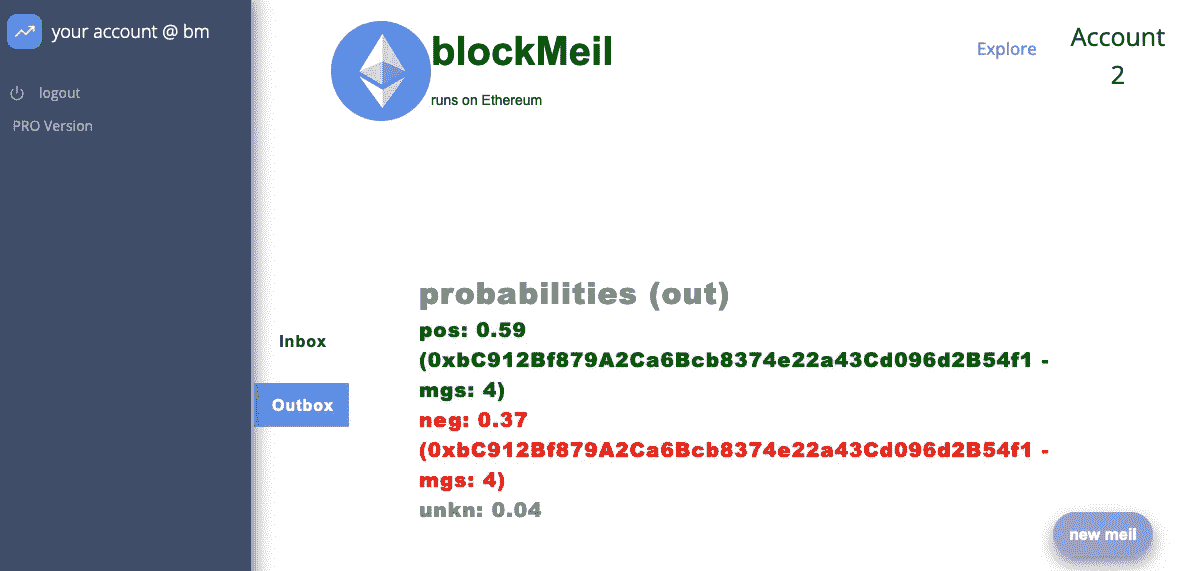 your account @ bm
logout
PRO Version
blockMeil
runs on Ethereum
Explore
Account
2
Inbox
Outbox
probabilities (out)
pos: 0.59
(0xbC912Bf879A2Ca6Bcb8374e22a43Cd096d2B54f1 -
mgs: 4)
neg: 0.37
(0xbC912Bf879A2Ca6Bcb8374e22a43Cd096d2B54f1 -
mgs: 4)
unkn: 0.04
new meil